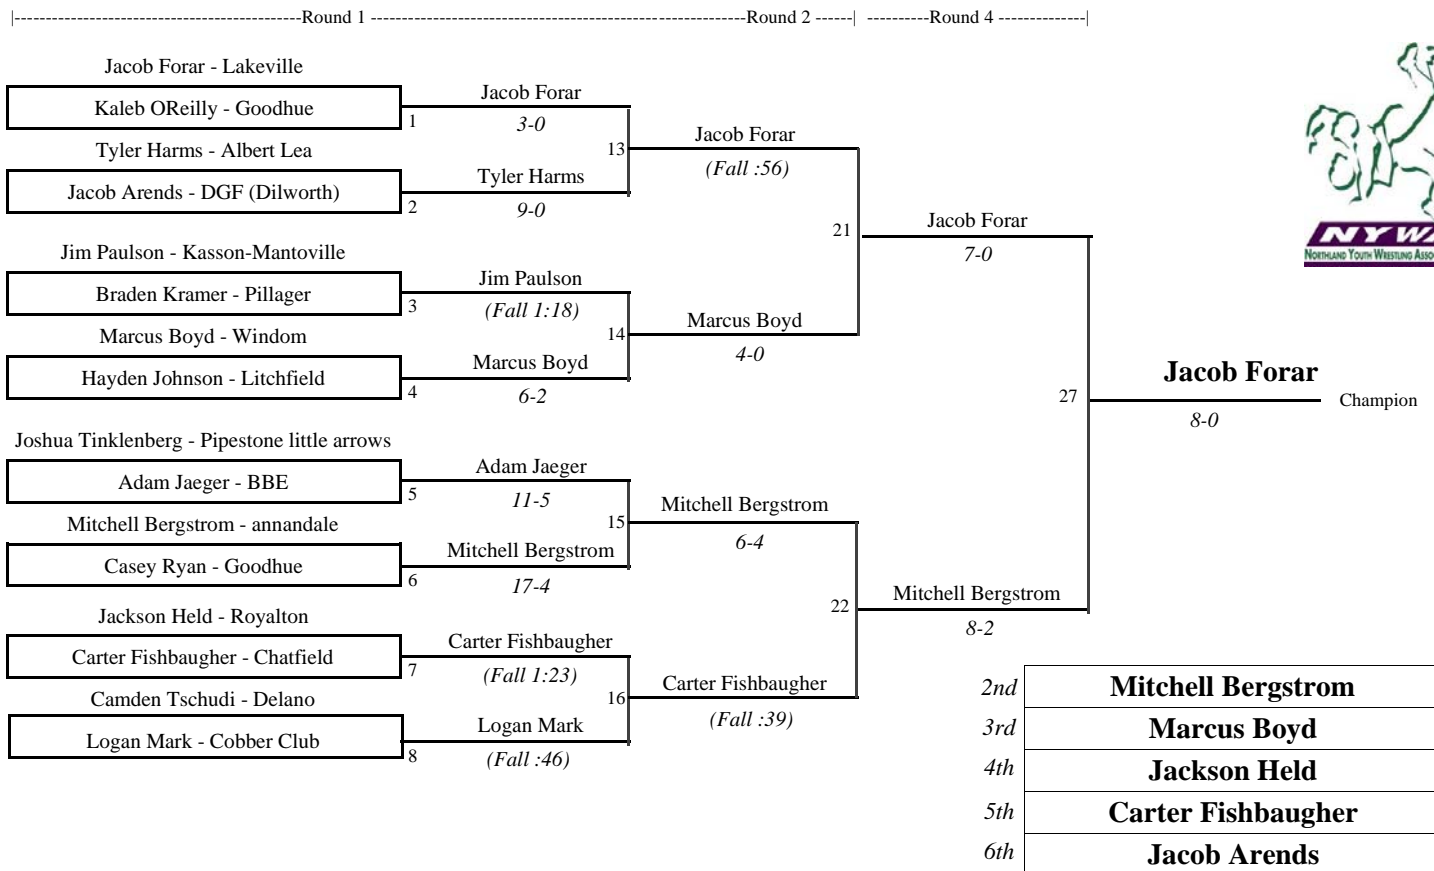 |-----------------------------------------Round 1 -----------------------------------------------------Round 2 ------| ----------Round 4 -------------|
Jacob Forar - Lakeville
Kaleb OReilly - Goodhue
1
Jacob Forar
3-0
Tyler Harms - Albert Lea
Jacob Arends - DGF (Dilworth)
2
Tyler Harms
9-0
13
Jacob Forar
(Fall :56)
Jim Paulson - Kasson-Mantoville
Braden Kramer - Pillager
3
Jim Paulson
(Fall 1:18)
Marcus Boyd - Windom
Hayden Johnson - Litchfield
4
Marcus Boyd
6-2
14
Marcus Boyd
4-0
21
Jacob Forar
7-0
Joshua Tinklenberg - Pipestone little arrows
Adam Jaeger - BBE
5
Adam Jaeger
11-5
Mitchell Bergstrom - annandale
Casey Ryan - Goodhue
6
Mitchell Bergstrom
17-4
15
Mitchell Bergstrom
6-4
Jackson Held - Royalton
Carter Fishbaugher - Chatfield
7
Carter Fishbaugher
(Fall 1:23)
Camden Tschudi - Delano
Logan Mark - Cobber Club
8
Logan Mark
(Fall :46)
16
Carter Fishbaugher
(Fall :39)
22
Mitchell Bergstrom
8-2
27
Jacob Forar
8-0
Champion
NYWA
NORTHLAND YOUTH WRESTLING ASSO
2nd Mitchell Bergstrom
3rd Marcus Boyd
4th Jackson Held
5th Carter Fishbaugher
6th Jacob Arends